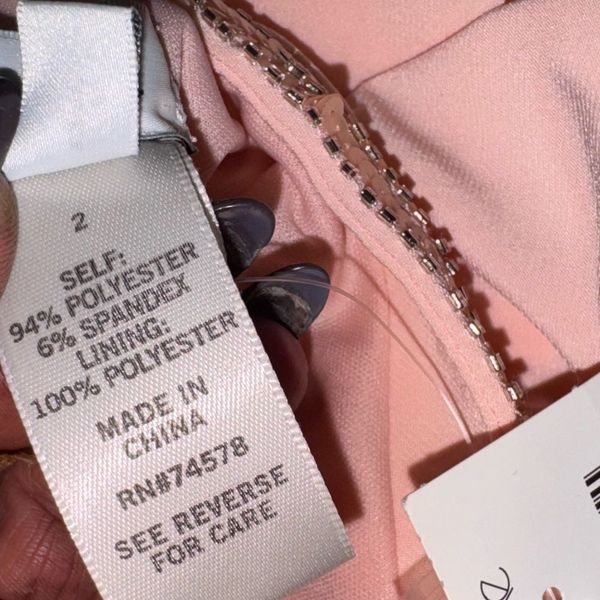 2
SELF:
94% POLYESTER
6% SPANDEX
LINING:
100% POLYESTER
MADE IN
CHINA
RN#74578
SEE REVERSE
FOR CARE